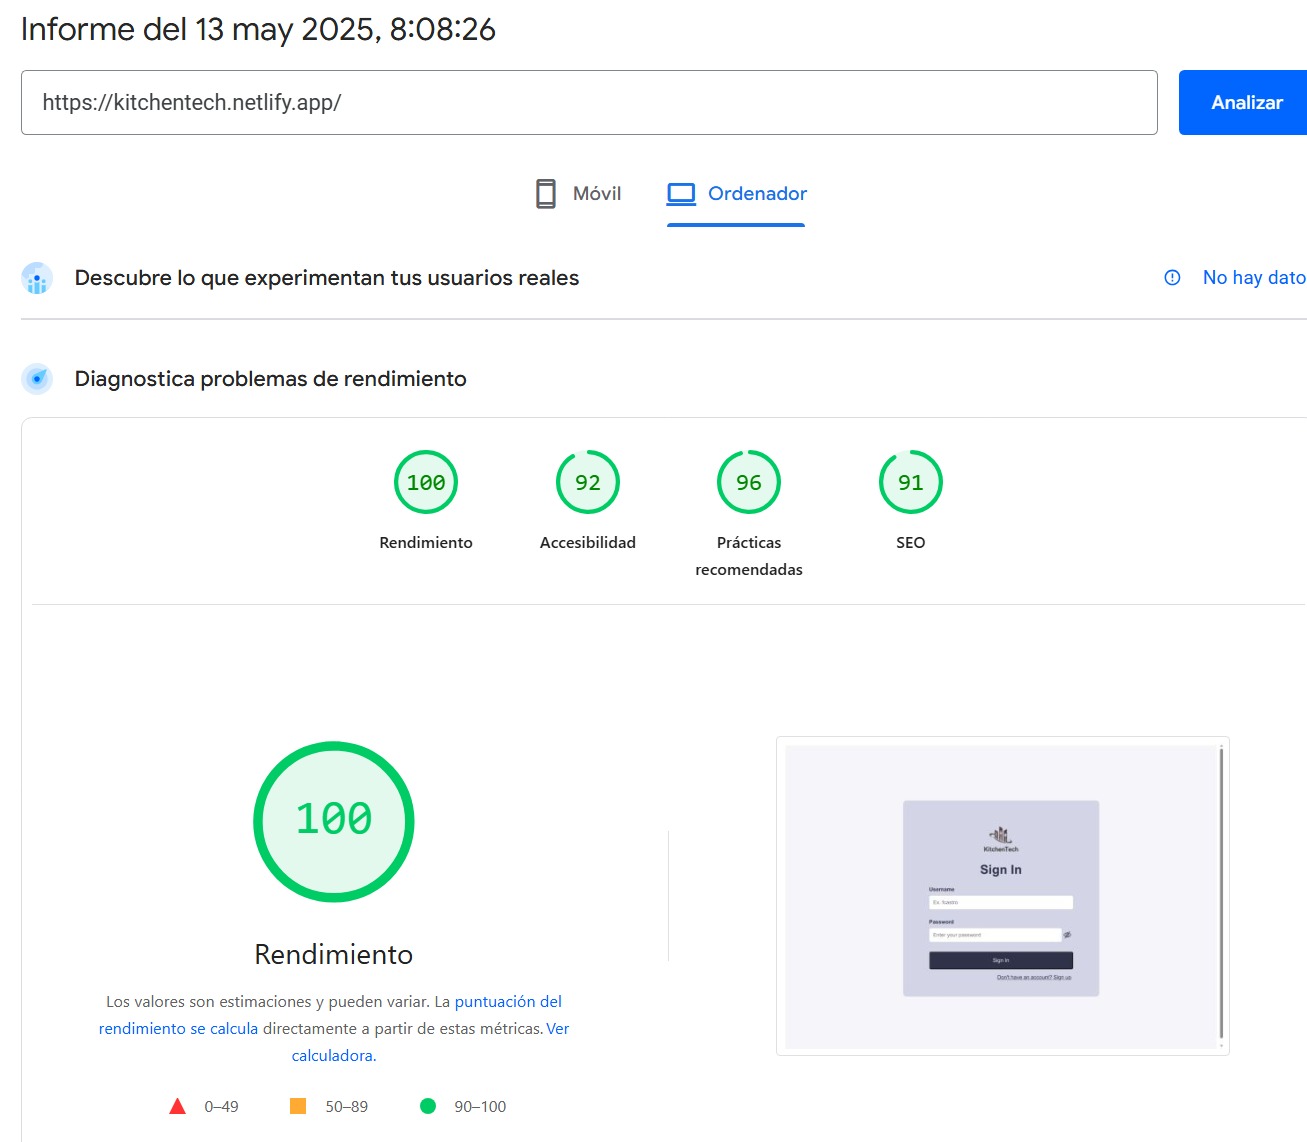 Informe del 13 may 2025, 8:08:26
https://kitchentech.netlify.app/
Analizar
Móvil
Ordenador
Descubre lo que experimentan tus usuarios reales
No hay dato
Diagnostica problemas de rendimiento
100
92
96
91
Rendimiento
Accesibilidad
Prácticas
recomendadas
SEO
100
Rendimiento
Los valores son estimaciones y pueden variar. La puntuación del
rendimiento se calcula directamente a partir de estas métricas. Ver
calculadora.
0–49
50–89
90–100
KitchenTech
Sign In
Username
Password
Enter your password
Sign In
Don't have an account? Sign up